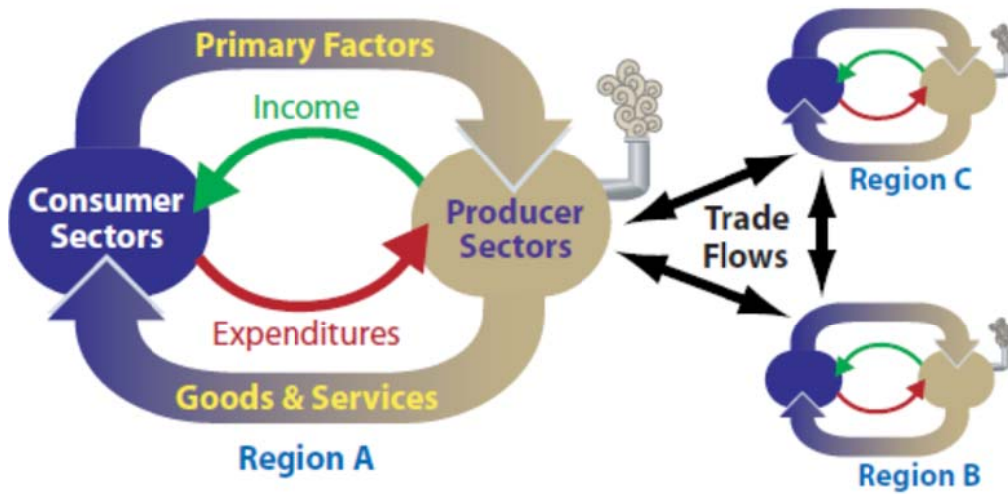 Primary Factors
Income
Consumer
Sectors
Producer
Sectors
Expenditures
Goods & Services
Region A
Trade
Flows
Region C
Region B